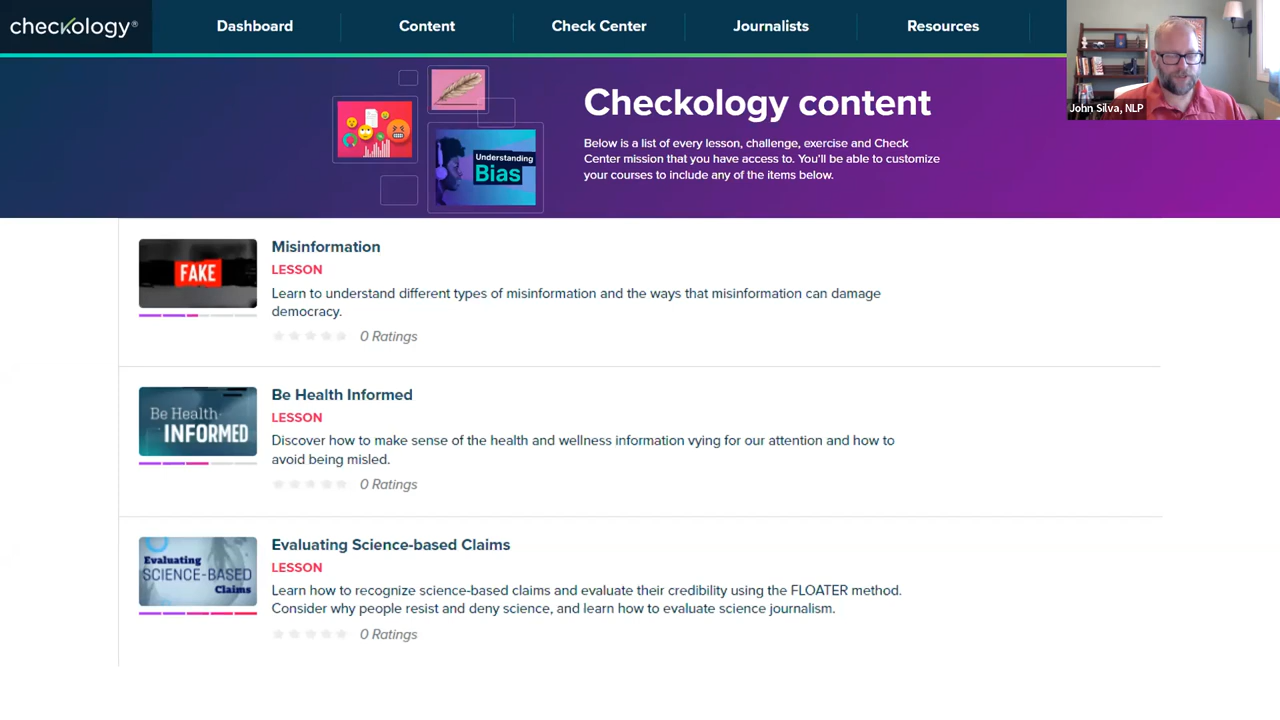 checkology®
Dashboard
Content
Check Center
Journalists
Resources
John Silva, NLP
Understanding
Bias
Checkology content
Below is a list of every lesson, challenge, exercise and Check
Center mission that you have access to. You'll be able to customize
your courses to include any of the items below.
FAKE
Misinformation
LESSON
Learn to understand different types of misinformation and the ways that misinformation can damage
democracy.
0 Ratings
Be Health
INFORMED
Be Health Informed
LESSON
Discover how to make sense of the health and wellness information vying for our attention and how to
avoid being misled.
0 Ratings
Evaluating
SCIENCE-BASED
Claims
Evaluating Science-based Claims
LESSON
Learn how to recognize science-based claims and evaluate their credibility using the FLOATER method.
Consider why people resist and deny science, and learn how to evaluate science journalism.
0 Ratings